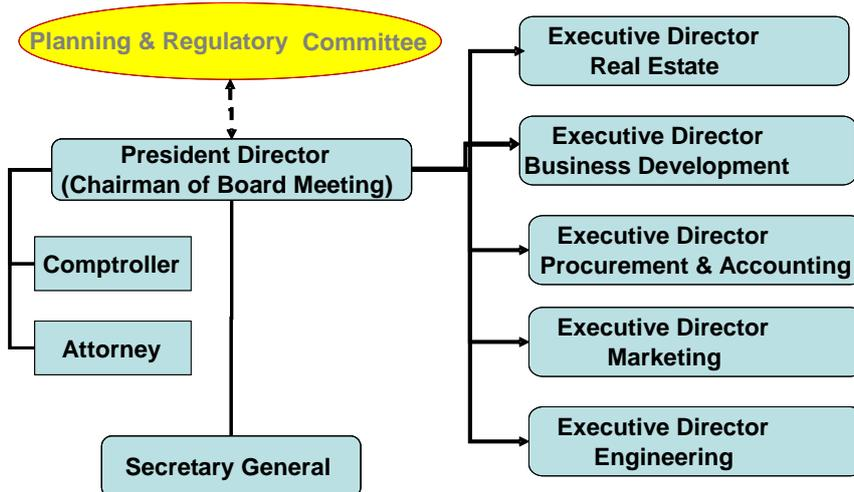 Planning & Regulatory Committee
President Director
(Chairman of Board Meeting)
Comptroller
Attorney
Secretary General
Executive Director
Real Estate
Executive Director
Business Development
Executive Director
Procurement & Accounting
Executive Director
Marketing
Executive Director
Engineering